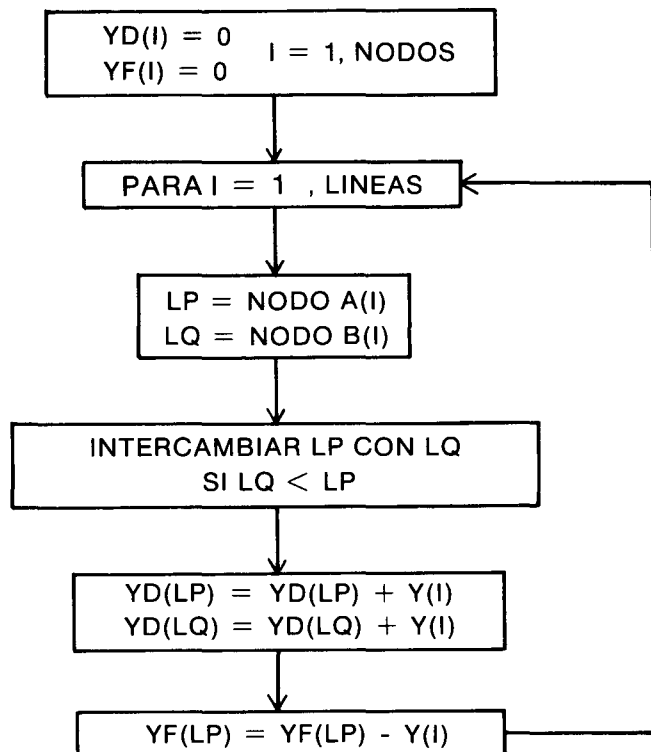 YD(I) = 0
YF(I) = 0
I = 1, NODOS
PARA I = 1 , LINEAS
LP = NODO A(I)
LQ = NODO B(I)
INTERCAMBIAR LP CON LQ
SI LQ < LP
YD(LP) = YD(LP) + Y(I)
YD(LQ) = YD(LQ) + Y(I)
YF(LP) = YF(LP) - Y(I)